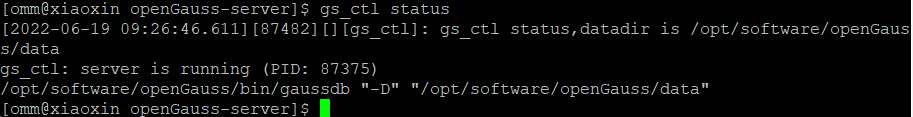 [omm@xiaoxin openGauss-server]$ gs_ctl status
[2022-06-19 09:26:46.611][87482][][gs_ctl]: gs_ctl status,datadir is /opt/software/openGaus
s/data
gs_ctl: server is running (PID: 87375)
/opt/software/openGauss/bin/gaussdb "-D" "/opt/software/openGauss/data"
[omm@xiaoxin openGauss-server]$